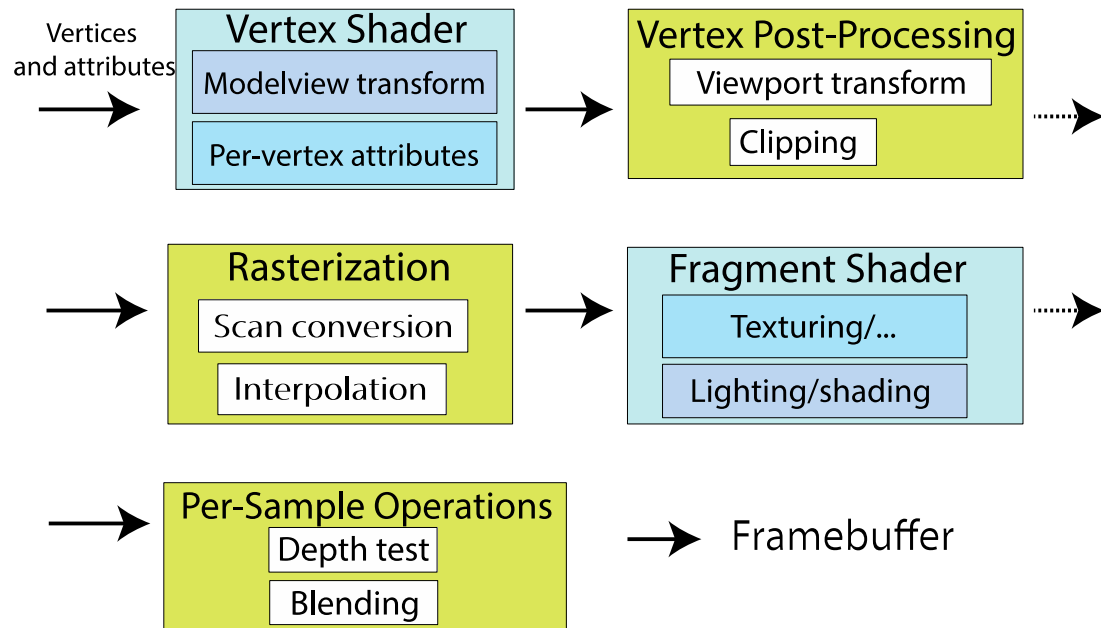 Vertices
and attributes
Vertex Shader
Modelview transform
Per-vertex attributes
Vertex Post-Processing
Viewport transform
Clipping
Rasterization
Scan conversion
Interpolation
Fragment Shader
Texturing/...
Lighting/shading
Per-Sample Operations
Depth test
Blending
Framebuffer